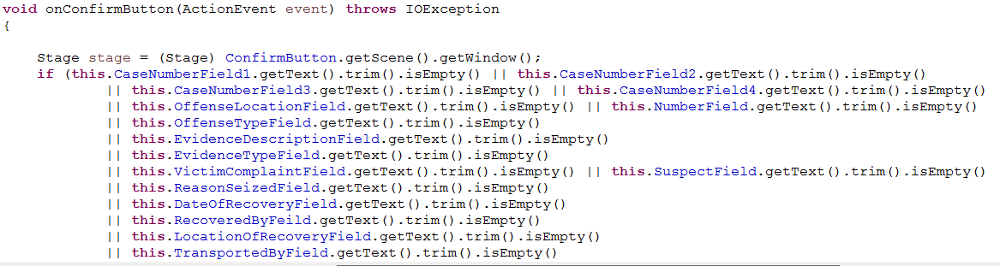 void onConfirmButton(ActionEvent event) throws IOException
{
Stage stage = (Stage) ConfirmButton.getScene().getWindow();
if (this.CaseNumberField1.getText().trim().isEmpty() || this.CaseNumberField2.getText().trim().isEmpty()
|| this.CaseNumberField3.getText().trim().isEmpty() || this.CaseNumberField4.getText().trim().isEmpty()
|| this.OffenseLocationField.getText().trim().isEmpty() || this.NumberField.getText().trim().isEmpty()
|| this.OffenseTypeField.getText().trim().isEmpty()
|| this.EvidenceDescriptionField.getText().trim().isEmpty()
|| this.EvidenceTypeField.getText().trim().isEmpty()
|| this.VictimComplaintField.getText().trim().isEmpty() || this.SuspectField.getText().trim().isEmpty()
|| this.ReasonSeizedField.getText().trim().isEmpty()
|| this.DateOfRecoveryField.getText().trim().isEmpty()
|| this.RecoveredByFeild.getText().trim().isEmpty()
|| this.LocationOfRecoveryField.getText().trim().isEmpty()
|| this.TransportedByField.getText().trim().isEmpty()